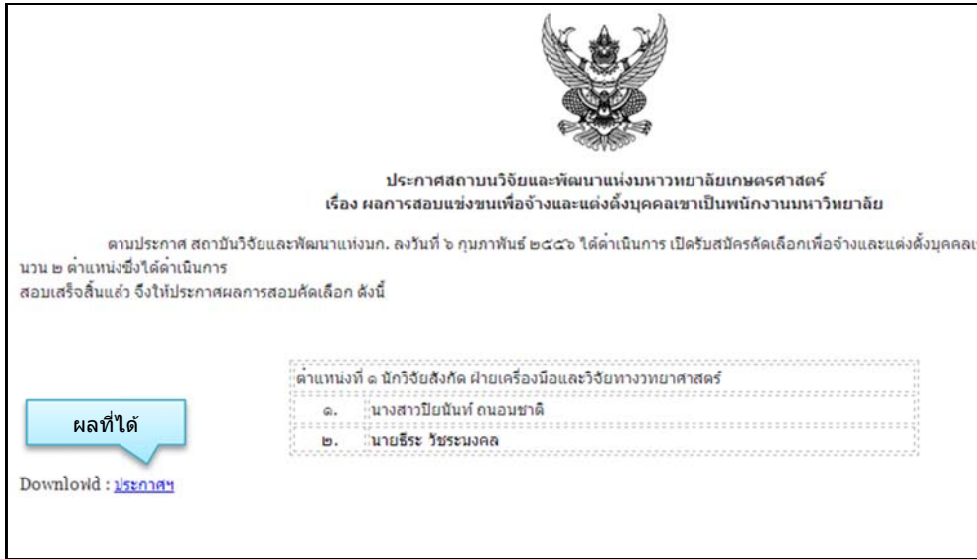 ประกาศสถาบนวิจัยและพัฒนาแห่งมหาวทยาลัยเกษตรศาสตร์
เรื่อง ผลการสอบแข่งขนเพื่อจ้างและแต่งตั้งบุคคลเขาเป็นพนักงานมหาวิทยาลัย
ตามประกาศ สถาบันวิจัยและพัฒนาแห่งมก. ลงวันที่ ๖ กุมภาพันธ์ ๒๕๕๖ ได้ดำเนินการ เปิดรับสมัครคัดเลือกเพื่อจ้างและแต่งตั้งบุคคลเ
นวน ๒ ตำแหน่งซึ่งได้ดำเนินการ
สอบเสร็จสิ้นแล้ว จึงให้ประกาศผลการสอบคัดเลือก ดังนี้
ตำแหน่งที่ ๑ นักวิจัยสังกัด ฝ่ายเครื่องมือและวิจัยทางวทยาศาสตร์
๑. นางสาวปิยนันท์ ถนอมชาติ
๒. นายธีระ วัชระมงคล
ผลที่ได้
Download : ประกาศฯ